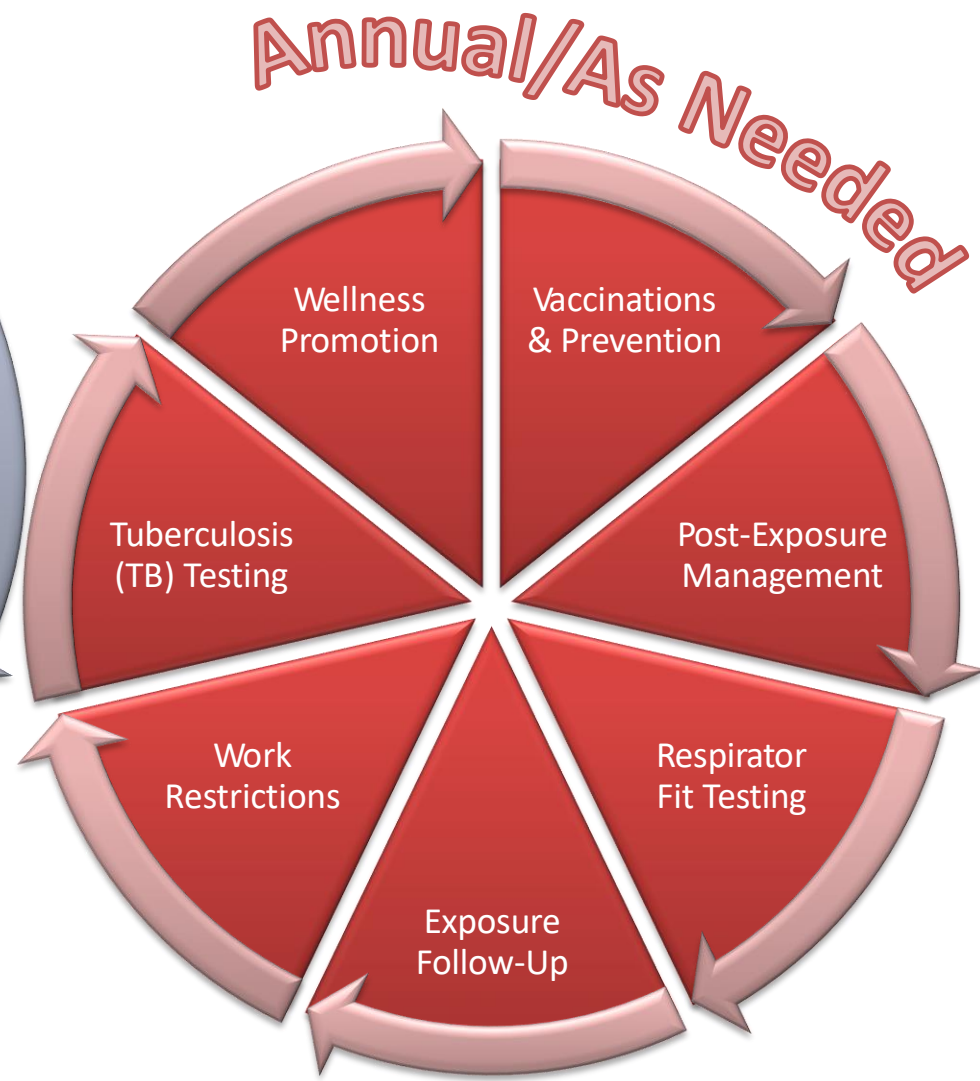 Annual/As Needed
Wellness
Promotion
Vaccinations
& Prevention
Tuberculosis
(TB) Testing
Post-Exposure
Management
Work
Restrictions
Respirator
Fit Testing
Exposure
Follow-Up